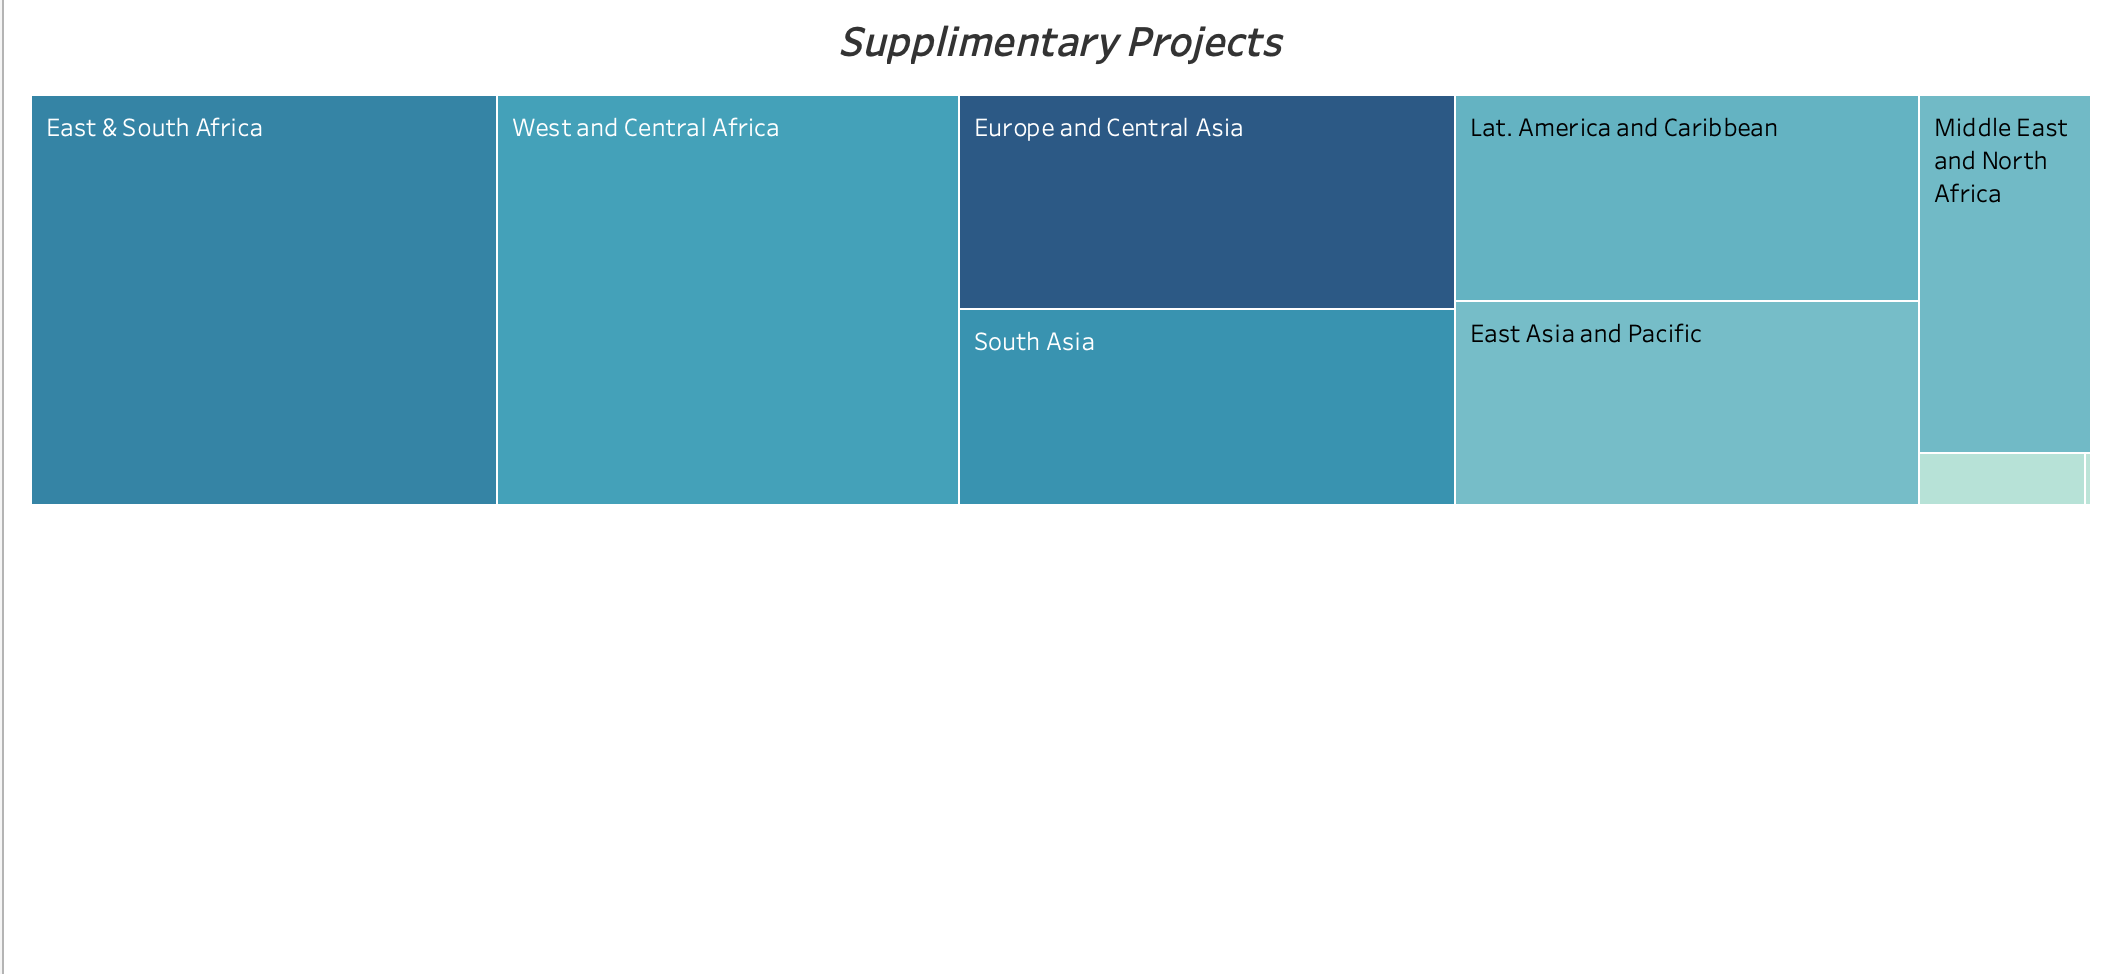 Supplimentary Projects
East & South Africa
West and Central Africa
Europe and Central Asia
Lat. America and Caribbean
Middle East
and North
Africa
East Asia and Pacific
South Asia